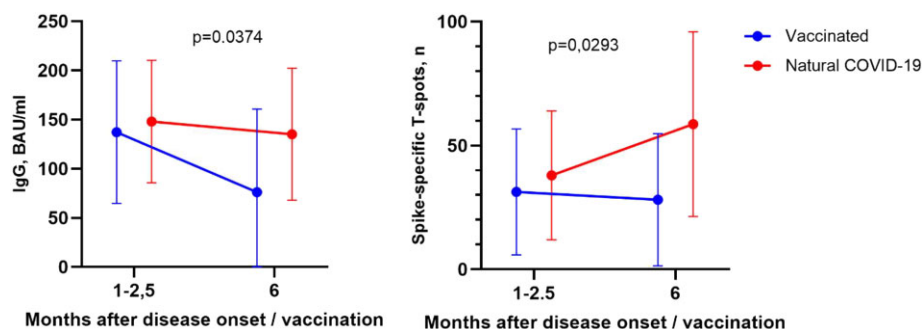 IgG, BAU/ml
250
200
150
100
50
0
p=0.0374
1-2,5
6
Months after disease onset / vaccination
Spike-specific T-spots, n
100
50
0
p=0,0293
1-2.5
6
Months after disease onset / vaccination
Vaccinated
Natural COVID-19